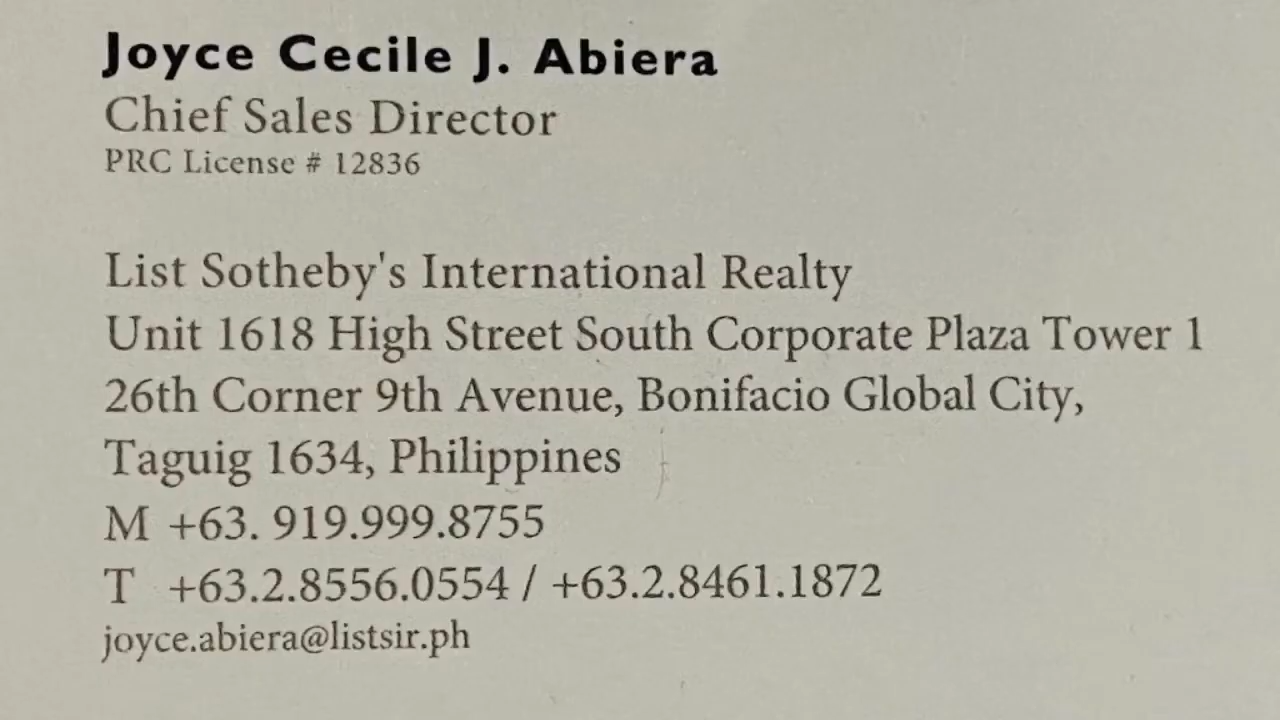 Joyce Cecile J. Abiera
Chief Sales Director
PRC License # 12836
List Sotheby's International Realty
Unit 1618 High Street South Corporate Plaza Tower 1
26th Corner 9th Avenue, Bonifacio Global City,
Taguig 1634, Philippines
M +63. 919.999.8755
T +63.2.8556.0554 / +63.2.8461.1872
joyce.abiera@listsir.ph